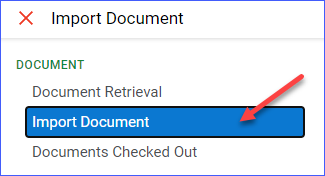 Import Document
DOCUMENT
Document Retrieval
Import Document
Documents Checked Out